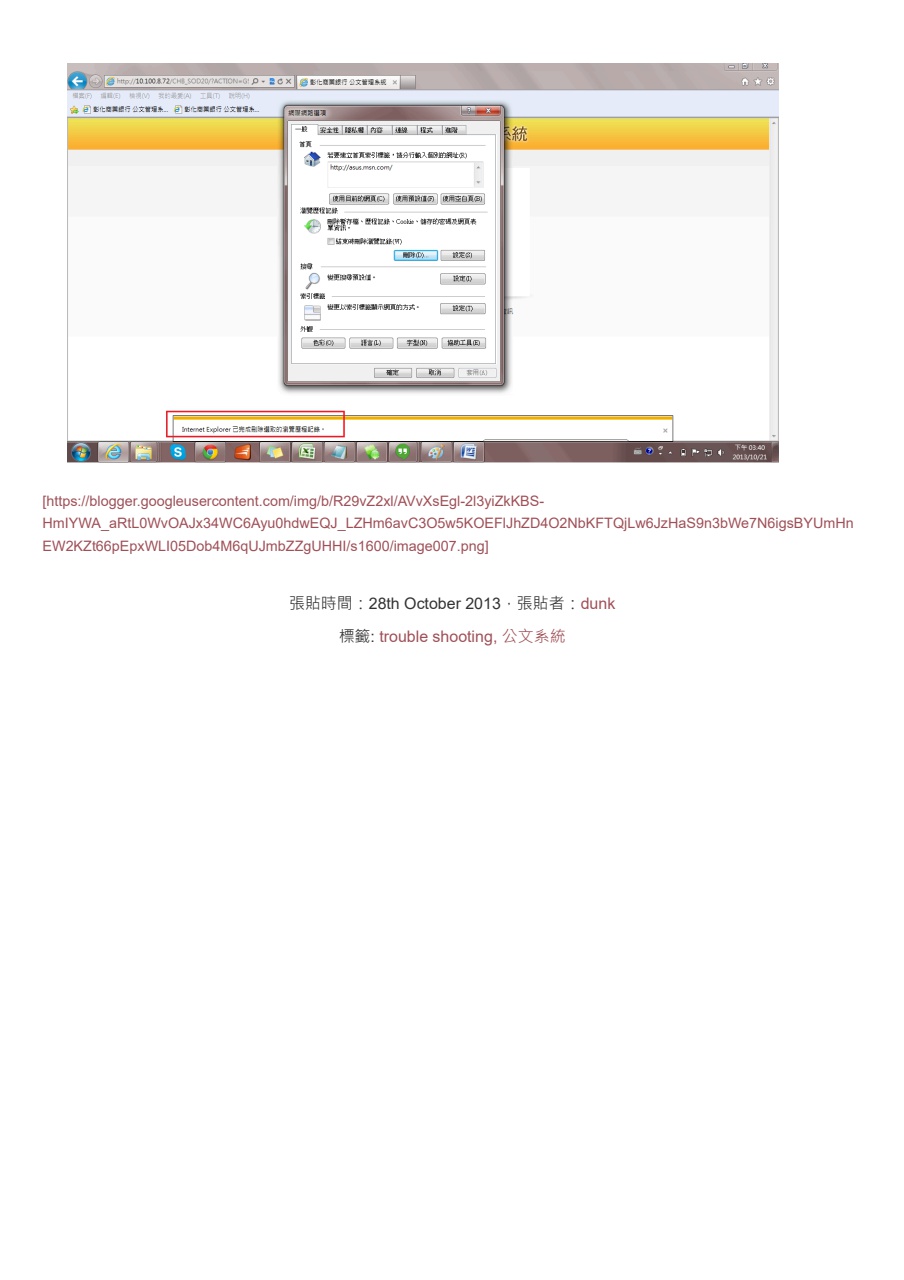 http://10.100.8.72/CHB_SOD20/?ACTION=G!
彰化商業銀行 公文管理系統
檔案(F) 編輯(E) 檢視(V) 我的最愛(A) 工具(T) 說明(H)
彰化商業銀行 公文管理系... 彰化商業銀行 公文管理系...
系統
網際網路選項
一般 安全性 隱私權 內容 連線 程式 進階
首頁
若要建立首頁索引標籤，請分行輸入個別的網址(R)
http://asus.msn.com/
使用目前的網頁(C) 使用預設值(F) 使用空白頁(B)
瀏覽歷程記錄
刪除暫存檔、歷程記錄、Cookie、儲存的密碼及網頁表
單資訊。
結束時刪除瀏覽記錄(W)
刪除(D)... 設定(S)
搜尋
變更搜尋預設值。 設定(I)
索引標籤
變更以索引標籤顯示網頁的方式。 設定(T)
訊
外觀
色彩(O) 語言(L) 字型(N) 協助工具(E)
確定 取消 套用(A)
Internet Explorer 已完成刪除選取的瀏覽歷程記錄。
下午 03:40
2013/10/21
[https://blogger.googleusercontent.com/img/b/R29vZ2xl/AVvXsEgl-2l3yiZkKBS-
HmIYWA_aRtL0WvOAJx34WC6Ayu0hdwEQJ_LZHm6avC3O5w5KOEFlJhZD4O2NbKFTQjLw6JzHaS9n3bWe7N6igsBYUmHn
EW2KZt66pEpxWLI05Dob4M6qUJmbZZgUHHI/s1600/image007.png]
張貼時間：28th October 2013，張貼者：dunk
標籤: trouble shooting, 公文系統